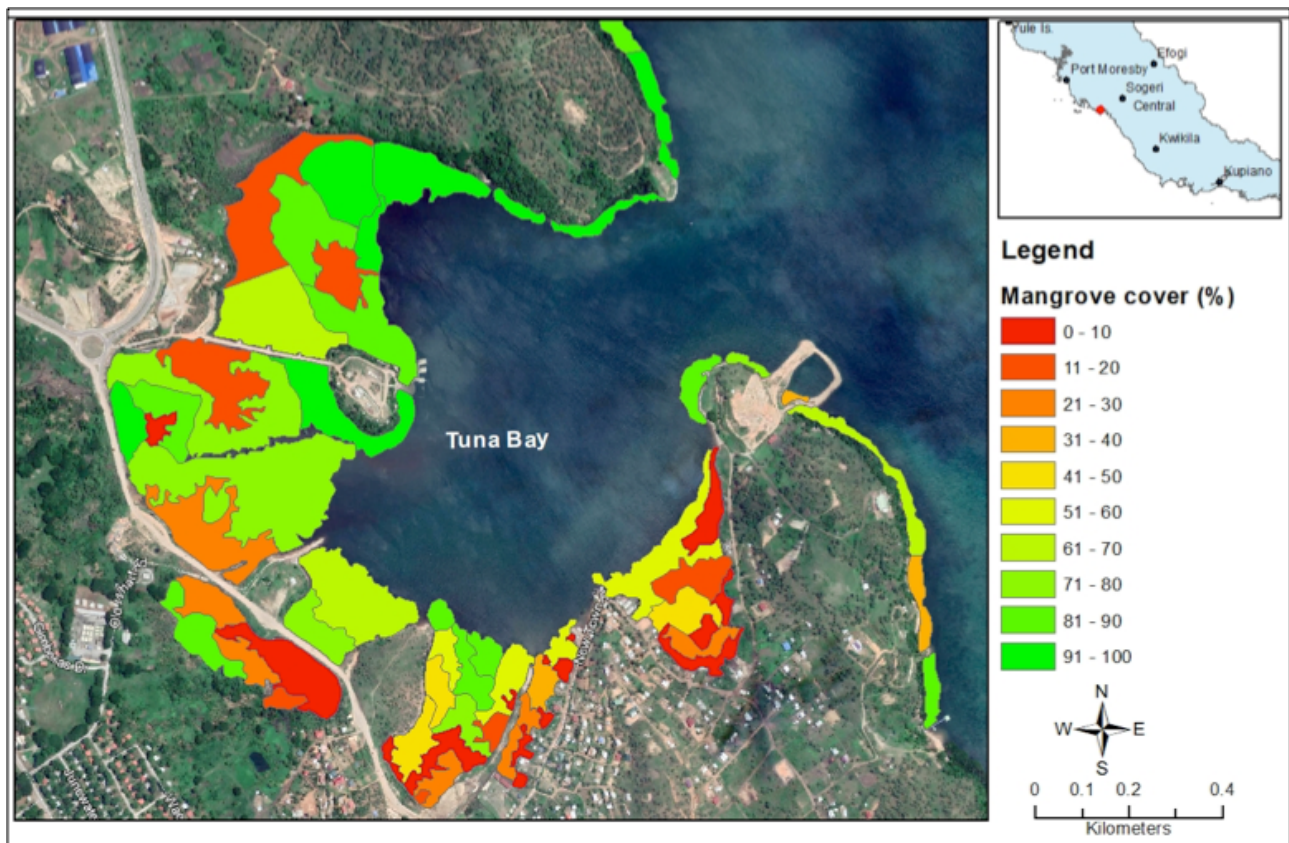 Tuna Bay
Yule Is.
Efogi
Port Moresby
Sogeri
Central
Kwikila
Kupiano
Legend
Mangrove cover (%)
0 - 10
11 - 20
21 - 30
31 - 40
41 - 50
51 - 60
61 - 70
71 - 80
81 - 90
91 - 100
N
W E
S
0 0.1 0.2 0.4
Kilometers